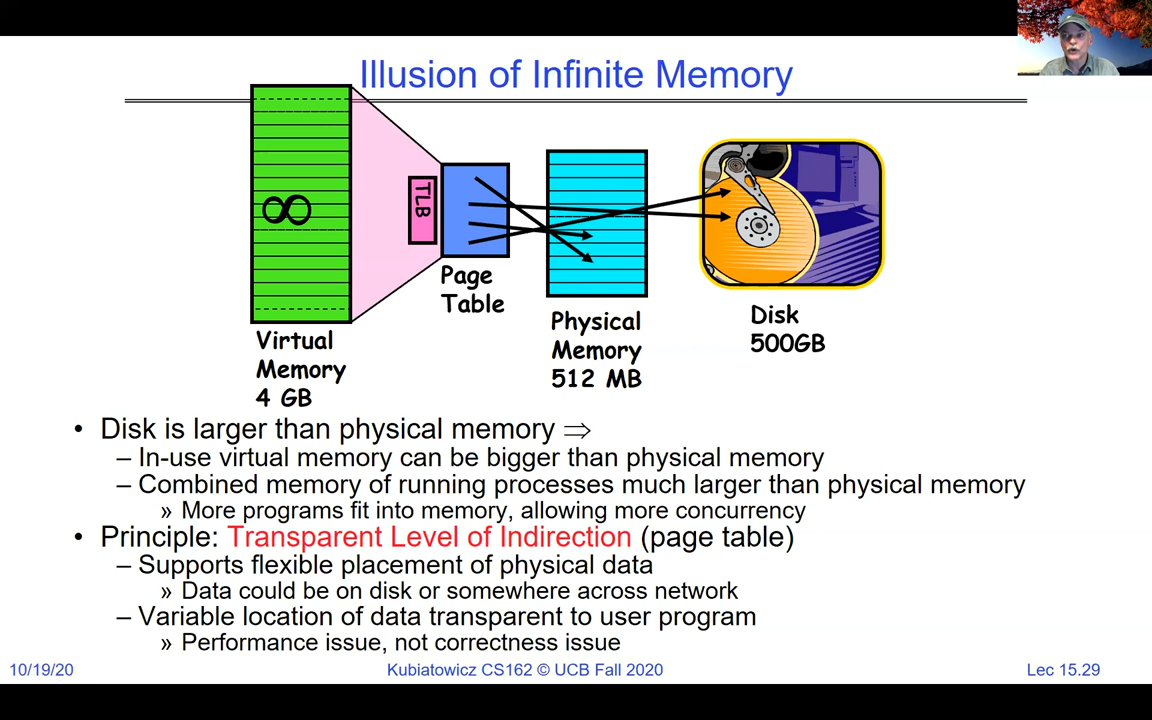 Illusion of Infinite Memory
∞
TLB
Page
Table
Virtual
Memory
4 GB
Physical
Memory
512 MB
Disk
500GB
• Disk is larger than physical memory ⇒
– In-use virtual memory can be bigger than physical memory
– Combined memory of running processes much larger than physical memory
» More programs fit into memory, allowing more concurrency
• Principle: Transparent Level of Indirection (page table)
– Supports flexible placement of physical data
» Data could be on disk or somewhere across network
– Variable location of data transparent to user program
» Performance issue, not correctness issue
10/19/20
Kubiatowicz CS162 © UCB Fall 2020
Lec 15.29